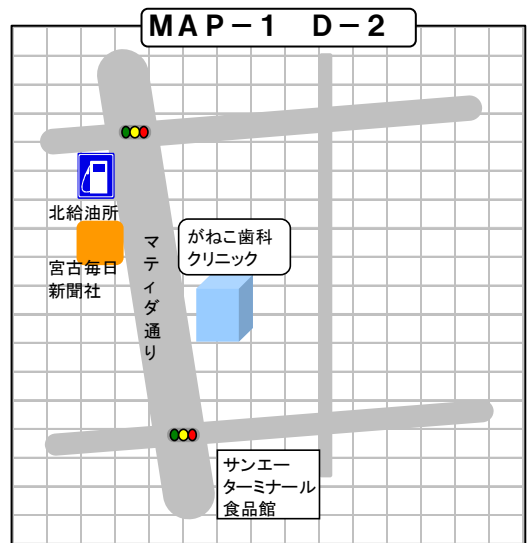 MAP－1 D－2
北給油所
宮古毎日
新聞社
マティダ通り
がねこ歯科
クリニック
サンエー
ターミナール
食品館